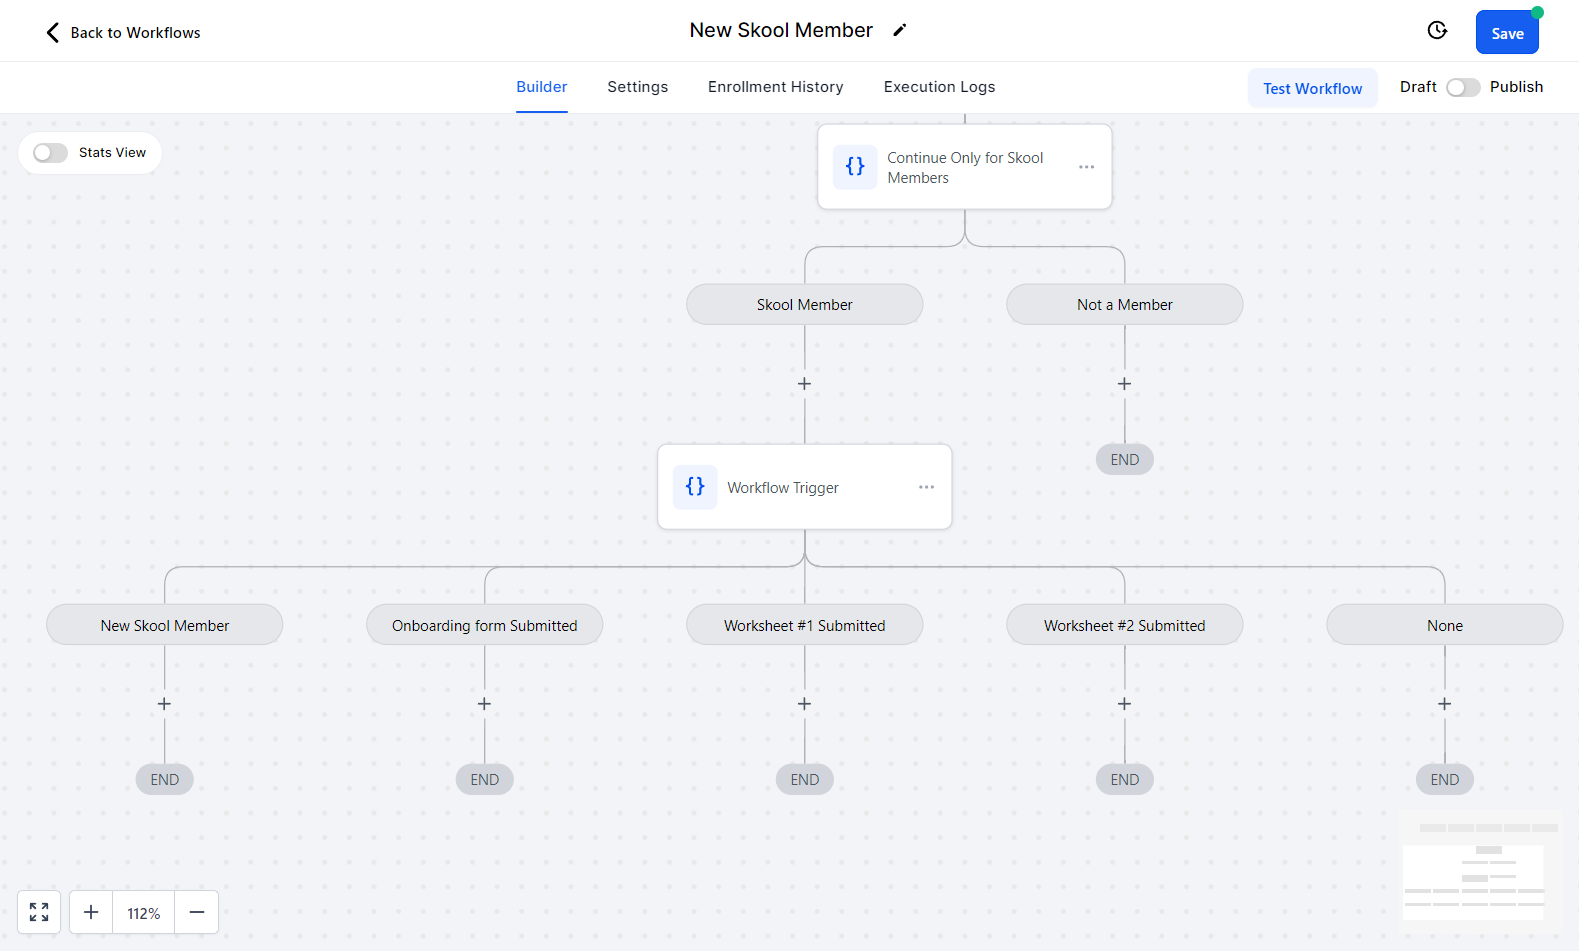 Back to Workflows
New Skool Member
Save
Builder
Settings
Enrollment History
Execution Logs
Test Workflow
Draft
Publish
Stats View
{}
Continue Only for Skool
Members
...
Skool Member
Not a Member
+
+
{}
Workflow Trigger
...
END
New Skool Member
Onboarding form Submitted
Worksheet #1 Submitted
Worksheet #2 Submitted
None
+
+
+
+
+
END
END
END
END
END
+
112%
−